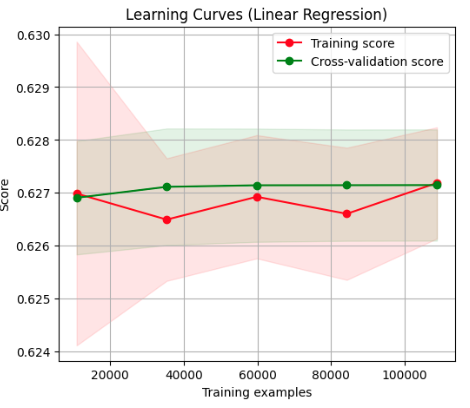 Learning Curves (Linear Regression)
Training score
Cross-validation score
0.630
0.629
0.628
0.627
0.626
0.625
0.624
Score
20000 40000 60000 80000 100000
Training examples